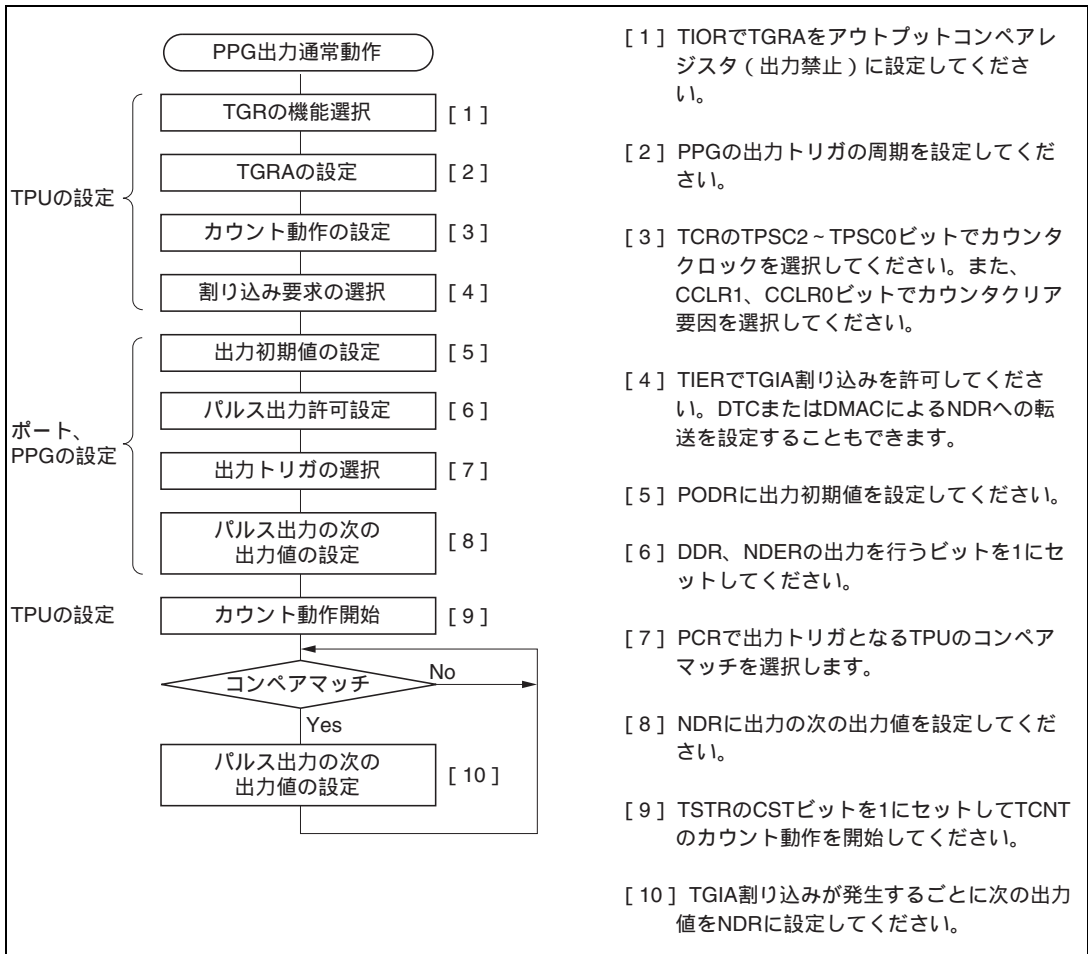 PPG出力通常動作
TPUの設定
TGRの機能選択 [ 1 ]
TGRAの設定 [ 2 ]
カウント動作の設定 [ 3 ]
割り込み要求の選択 [ 4 ]
ポート、
PPGの設定
出力初期値の設定 [ 5 ]
パルス出力許可設定 [ 6 ]
出力トリガの選択 [ 7 ]
パルス出力の次の
出力値の設定 [ 8 ]
TPUの設定
カウント動作開始 [ 9 ]
コンペアマッチ No
Yes
パルス出力の次の
出力値の設定 [ 10 ]
[ 1 ] TIORでTGRAをアウトプットコンペアレ
ジスタ（出力禁止）に設定してくださ
い。
[ 2 ] PPGの出力トリガの周期を設定してくだ
さい。
[ 3 ] TCRのTPSC2～TPSC0ビットでカウンタ
クロックを選択してください。また、
CCLR1、CCLR0ビットでカウンタクリア
要因を選択してください。
[ 4 ] TIERでTGIA割り込みを許可してくださ
い。DTCまたはDMACによるNDRへの転
送を設定することもできます。
[ 5 ] PODRに出力初期値を設定してください。
[ 6 ] DDR、NDERの出力を行うビットを1にセ
ットしてください。
[ 7 ] PCRで出力トリガとなるTPUのコンペア
マッチを選択します。
[ 8 ] NDRに出力の次の出力値を設定してくだ
さい。
[ 9 ] TSTRのCSTビットを1にセットしてTCNT
のカウント動作を開始してください。
[ 10 ] TGIA割り込みが発生するごとに次の出力
値をNDRに設定してください。